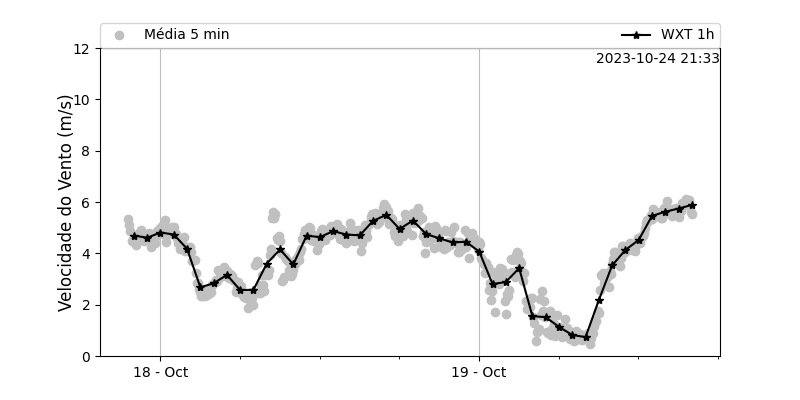 Média 5 min
WXT 1h
2023-10-24 21:33
Velocidade do Vento (m/s)
12
10
8
6
4
2
0
18 - Oct
19 - Oct